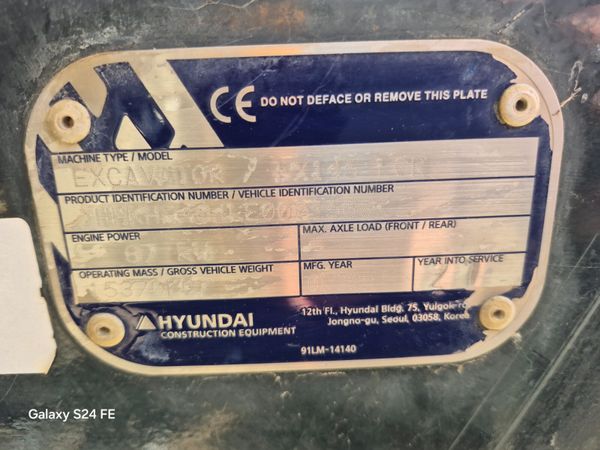 CE DO NOT DEFACE OR REMOVE THIS PLATE
MACHINE TYPE / MODEL
EXCAVATOR /
PRODUCT IDENTIFICATION NUMBER / VEHICLE IDENTIFICATION NUMBER
ENGINE POWER
MAX. AXLE LOAD (FRONT / REAR)
OPERATING MASS / GROSS VEHICLE WEIGHT
MFG. YEAR
YEAR INTO SERVICE
HYUNDAI
CONSTRUCTION EQUIPMENT
12th Fl., Hyundai Bldg. 75, Yulgok-ro,
Jongno-gu, Seoul, 03058, Korea
91LM-14140
Galaxy S24 FE